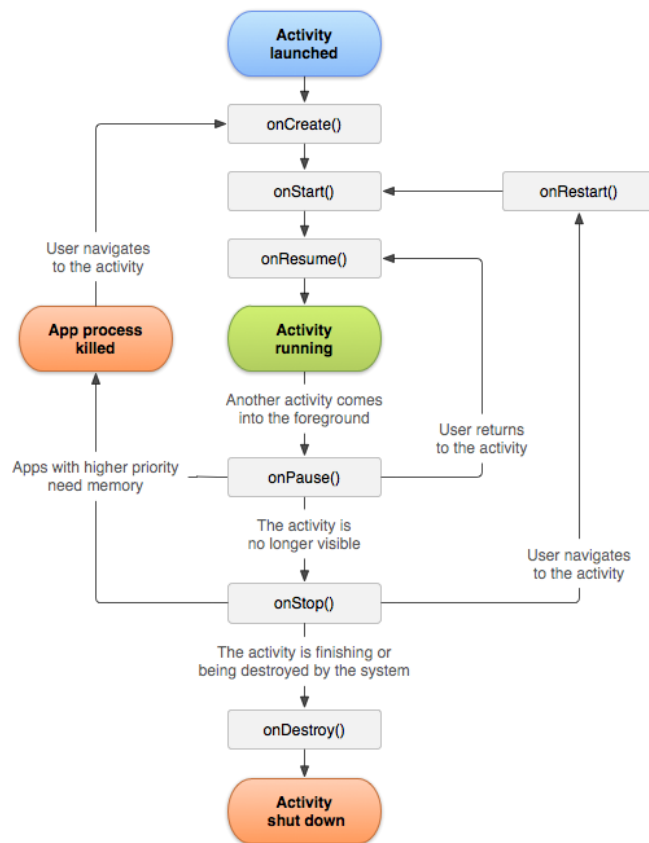 Activity
launched
onCreate()
onStart()
onRestart()
onResume()
User navigates
to the activity
App process
killed
Activity
running
Another activity comes
into the foreground
User returns
to the activity
Apps with higher priority
need memory
onPause()
The activity is
no longer visible
User navigates
to the activity
onStop()
The activity is finishing or
being destroyed by the system
onDestroy()
Activity
shut down